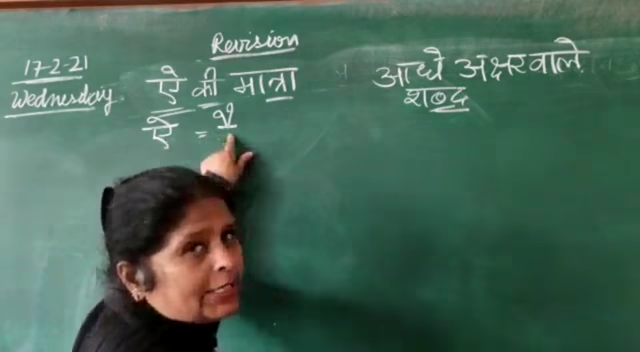 Revision
17-2-21
Wednesday
ऐ की मात्रा
ऐ = ै
आधे अक्षर वाले
शब्द